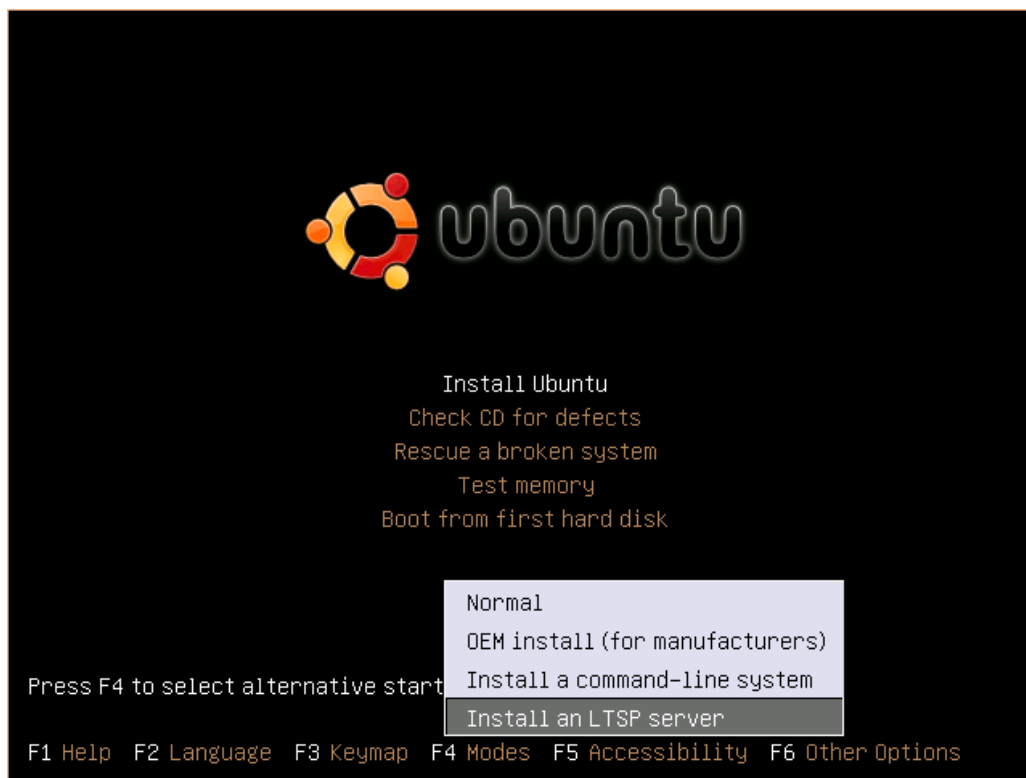 ubuntu
Install Ubuntu
Check CD for defects
Rescue a broken system
Test memory
Boot from first hard disk
Normal
OEM install (for manufacturers)
Install a command-line system
Install an LTSP server
Press F4 to select alternative start
F1 Help F2 Language F3 Keymap F4 Modes F5 Accessibility F6 Other Options